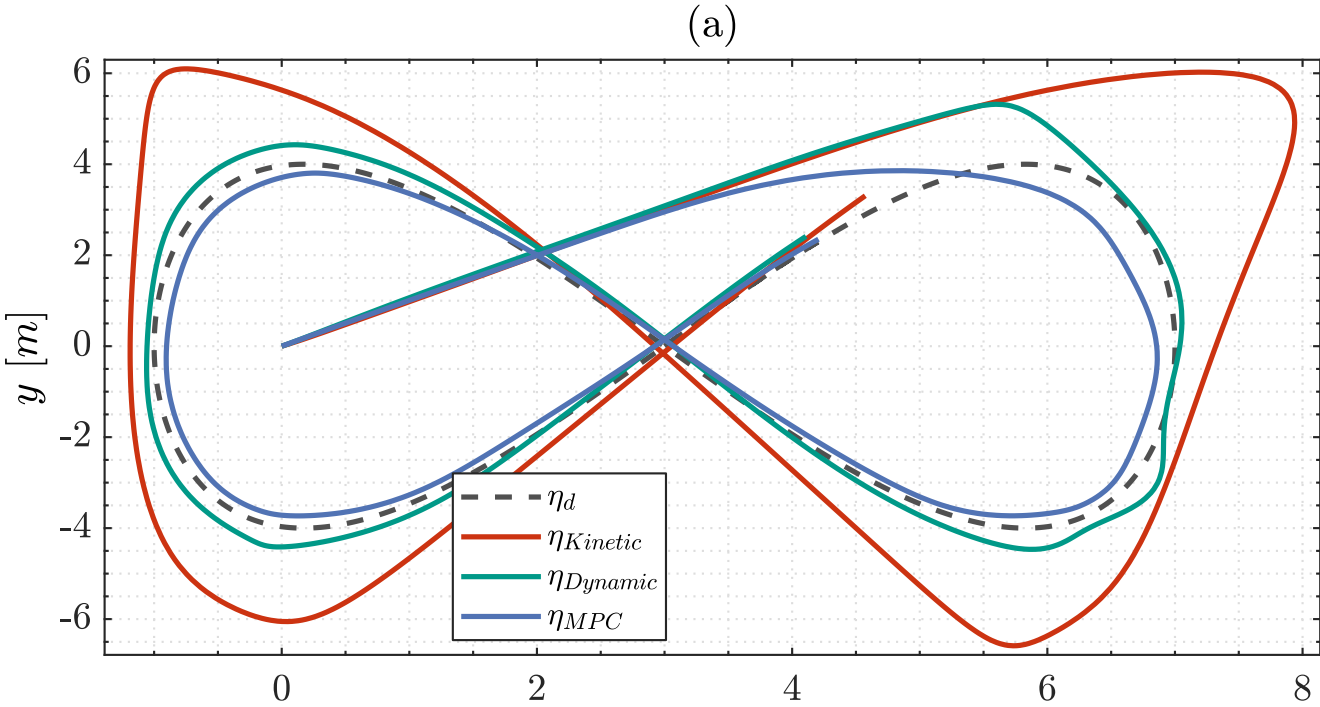 (a)
6
4
2
0
-2
-4
-6
y [m]
η_d
η_Kinetic
η_Dynamic
η_MPC
0 2 4 6 8